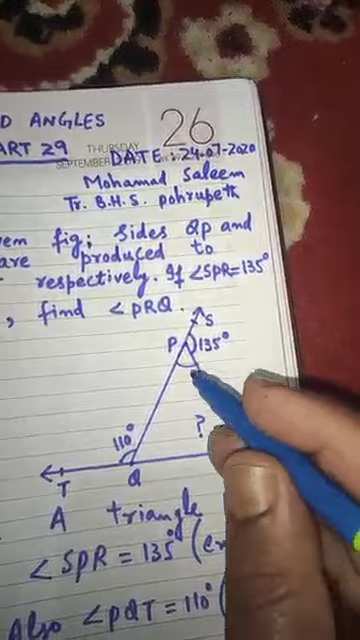 D ANGLES
ART 29
THURSDAY
SEPTEMBER
26
DATE : 24-07-2020
Mohamad Saleem
Tr. B.H.S. pohrupeth
em fig; Sides Qp and
are produced to
respectively. If <SPR=135°
, find <PRQ.
S
P 135°
110°
?
T
Q
A triangle
<SPR = 135° (
Also <PQT = 110° (